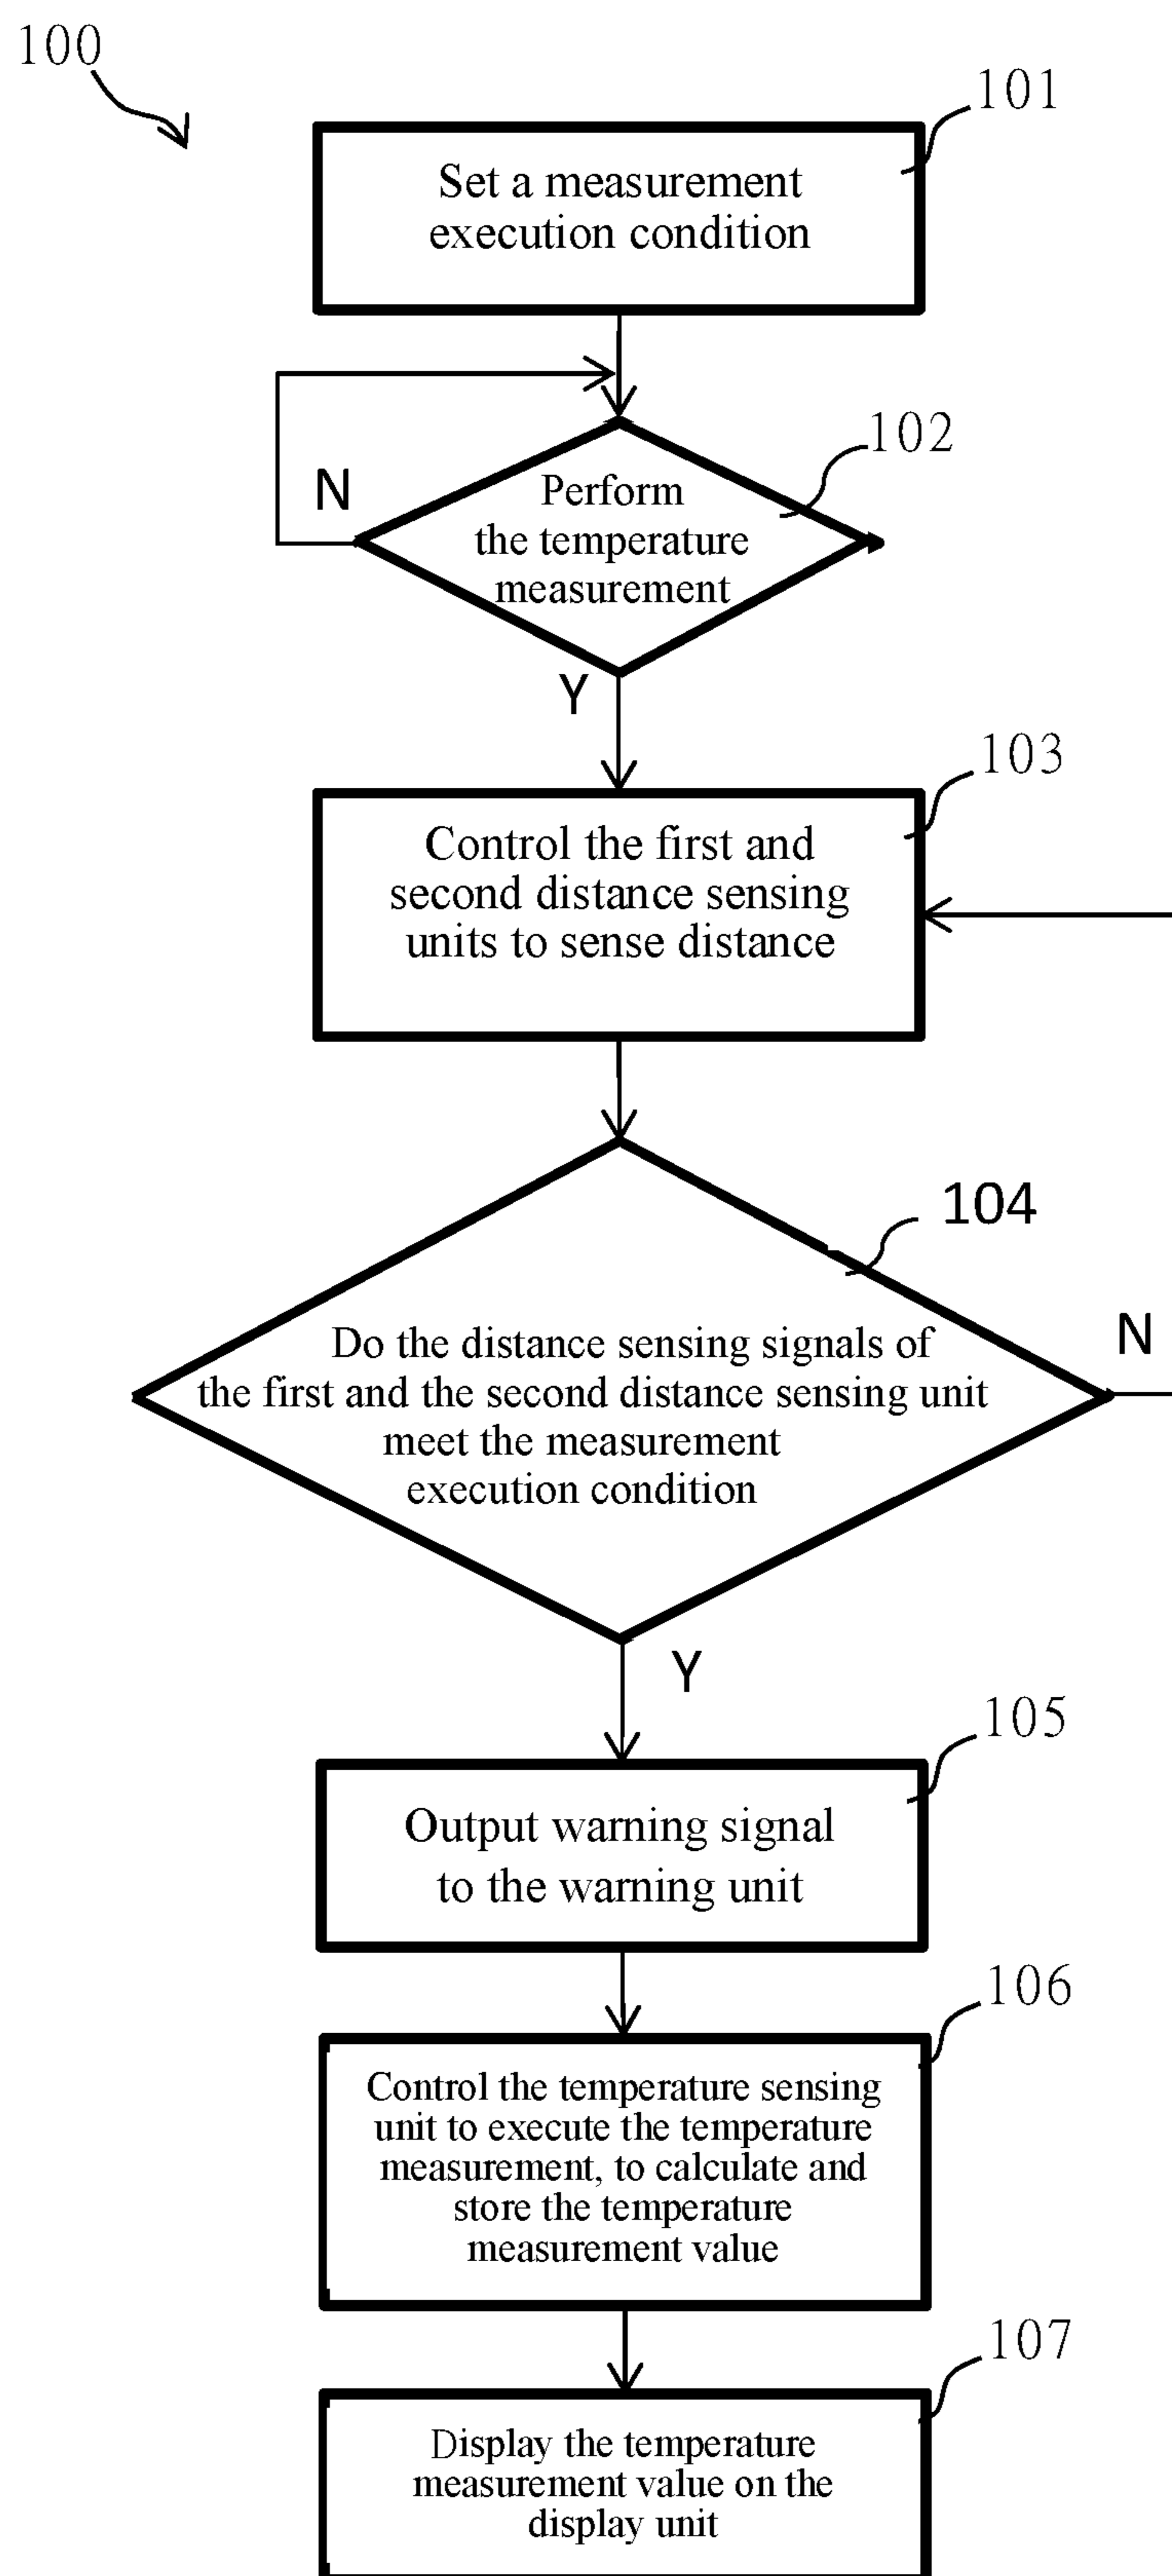 100
101
Set a measurement
execution condition
102
N
Perform
the temperature
measurement
Y
103
Control the first and
second distance sensing
units to sense distance
104
N
Do the distance sensing signals of
the first and the second distance sensing unit
meet the measurement
execution condition
Y
105
Output warning signal
to the warning unit
106
Control the temperature sensing
unit to execute the temperature
measurement, to calculate and
store the temperature
measurement value
107
Display the temperature
measurement value on the
display unit